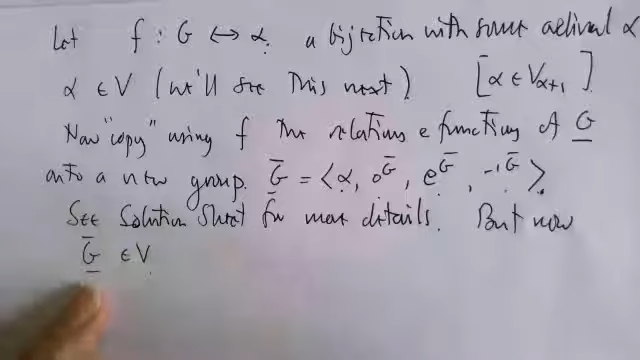 Let f : G ↔ α. a bijection with some ordinal α
α ∈ V (we'll see this next) [α ∈ V_{α+1}]
Now "copy" using f the relations & functions of G
onto a new group. G̅ = ⟨α, ∘^G̅, e^G̅, -1^G̅⟩.
See Solution Sheet for more details. But now
G̅ ∈ V.